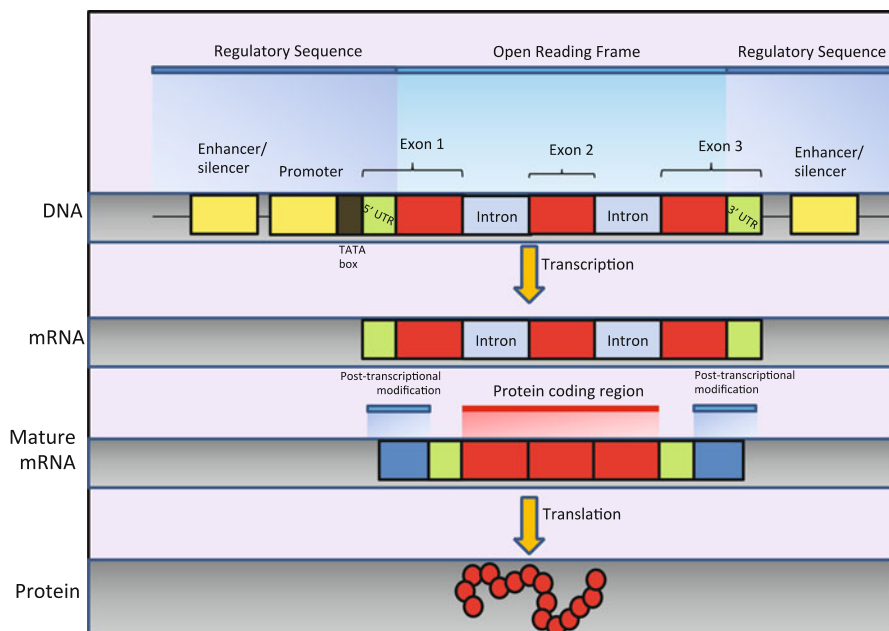 Regulatory Sequence Open Reading Frame Regulatory Sequence
Enhancer/
silencer
Promoter
Exon 1
Exon 2
Exon 3
Enhancer/
silencer
DNA
5' UTR
Intron
Intron
3' UTR
TATA
box
Transcription
mRNA
Intron
Intron
Post-transcriptional
modification
Protein coding region
Post-transcriptional
modification
Mature
mRNA
Translation
Protein